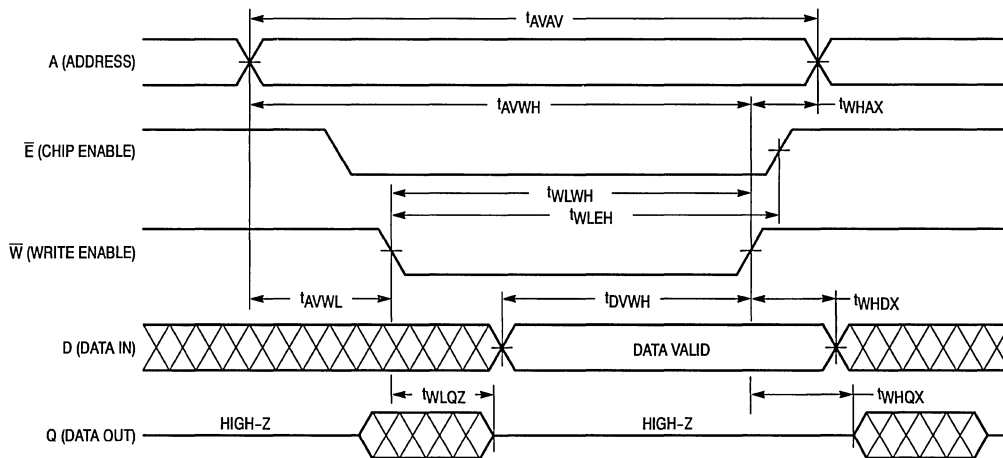 tAVAV
A (ADDRESS)
tAVWH
tWHAX
E (CHIP ENABLE)
tWLWH
tWLEH
W (WRITE ENABLE)
tAVWL
tDVWH
tWHDX
D (DATA IN)
DATA VALID
tWLQZ
tWHQX
Q (DATA OUT)
HIGH–Z
HIGH–Z